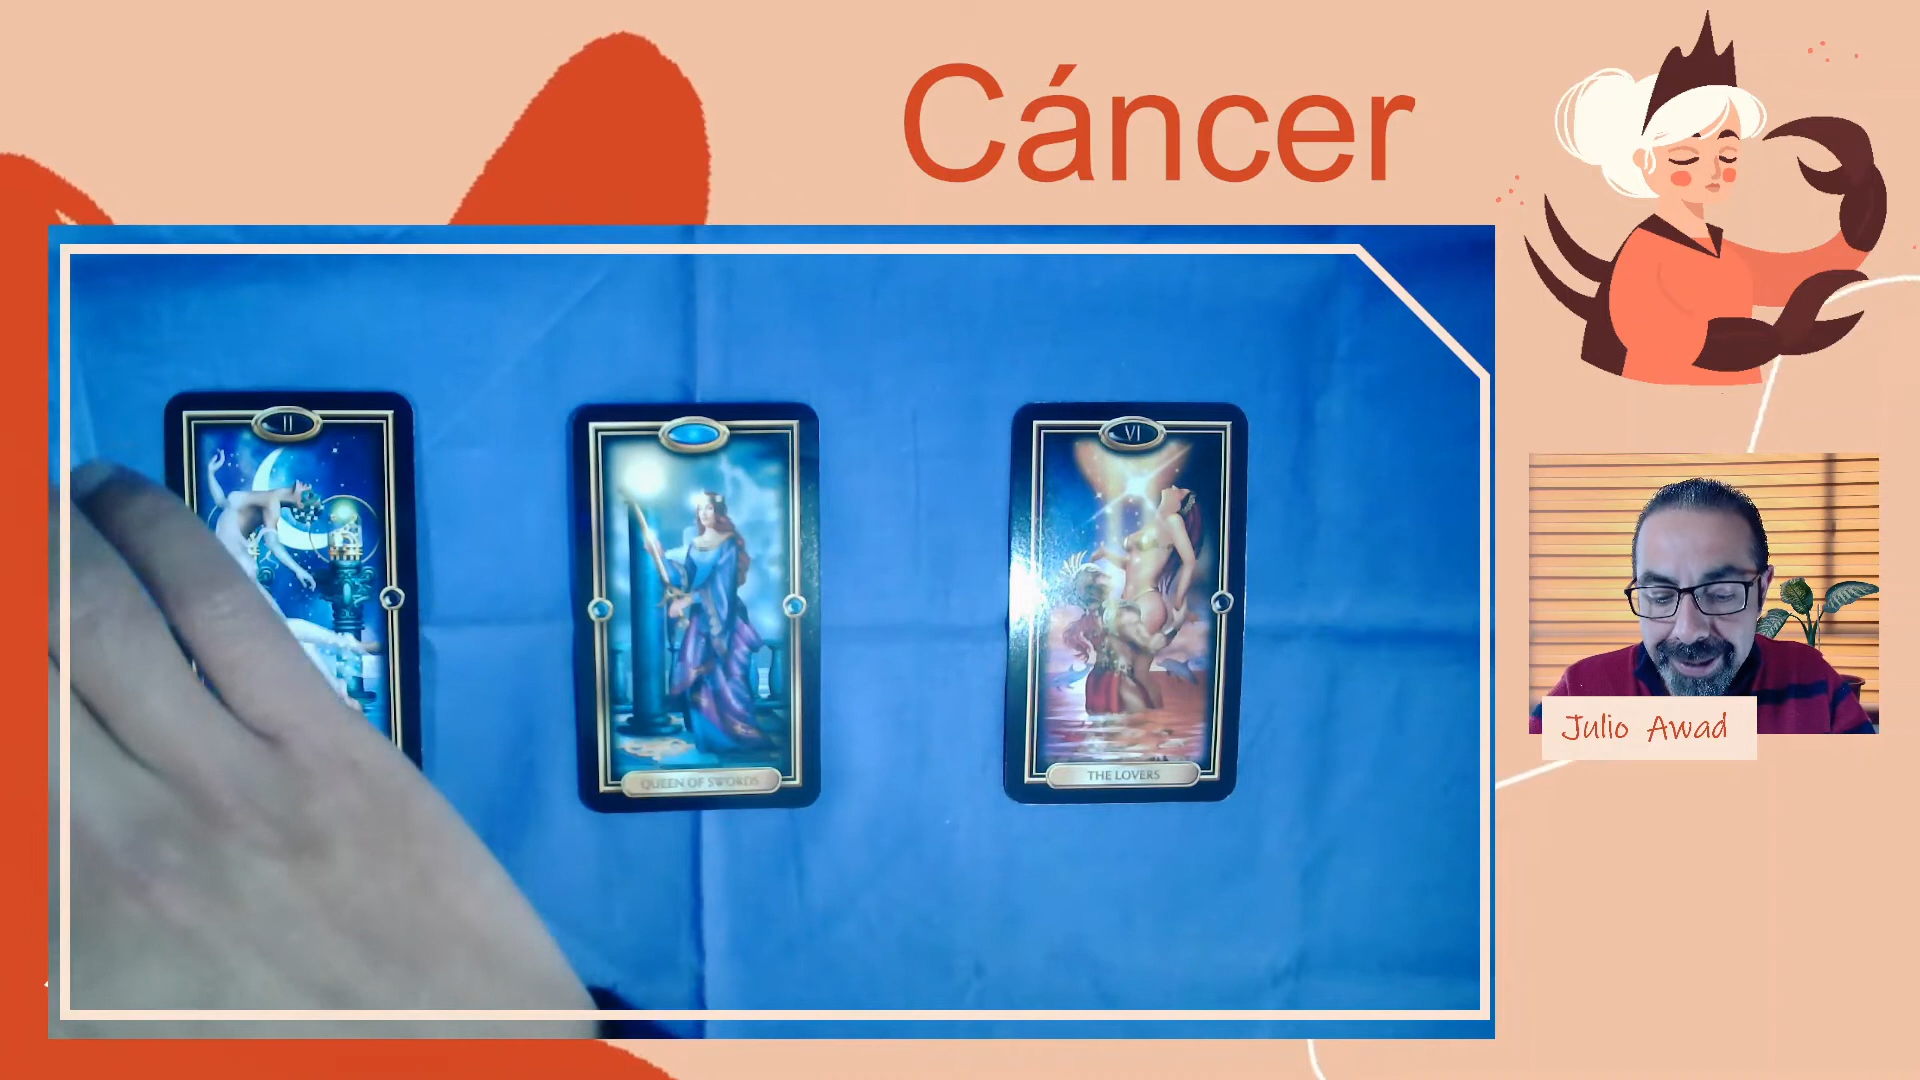 Cáncer
II
VI
QUEEN OF SWORDS
THE LOVERS
Julio Awad